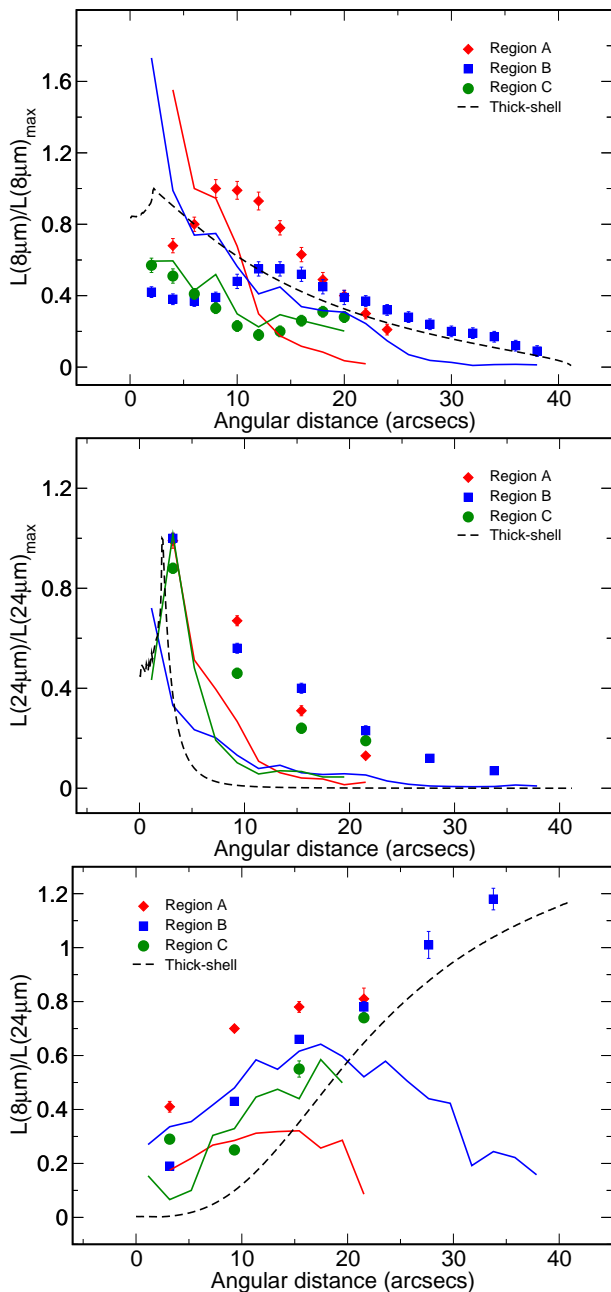 Region A
Region B
Region C
Thick-shell
L(8μm)/L(8μm)max
1.6
1.2
0.8
0.4
0
0 10 20 30 40
Angular distance (arcsecs)
Region A
Region B
Region C
Thick-shell
L(24μm)/L(24μm)max
1.2
0.8
0.4
0
0 10 20 30 40
Angular distance (arcsecs)
Region A
Region B
Region C
Thick-shell
L(8μm)/L(24μm)
1.2
1
0.8
0.6
0.4
0.2
0
0 10 20 30 40
Angular distance (arcsecs)